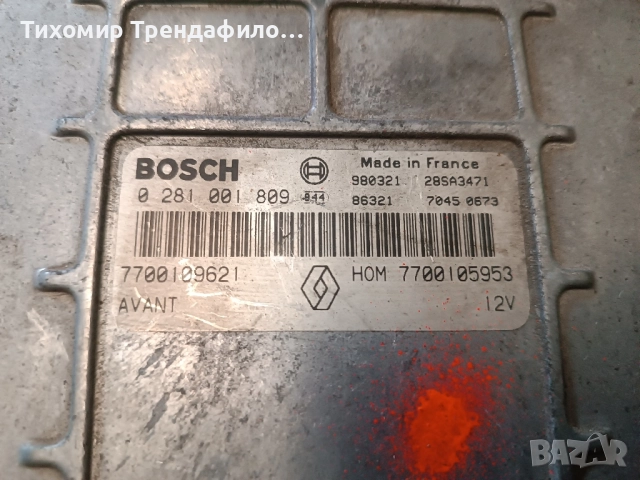 Тихомир Трендафило...
BOSCH
Made in France
0 281 001 809
980321 28SA3471
86321 7045 0673
7700109621
HOM 7700105953
AVANT
12V
BAZAR